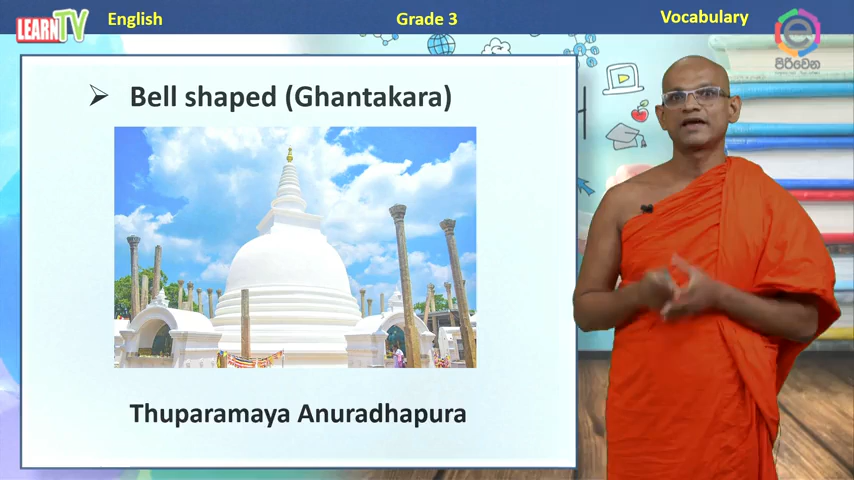 LEARN TV
English
Grade 3
Vocabulary
පිරිවෙන
➢ Bell shaped (Ghantakara)
Thuparamaya Anuradhapura